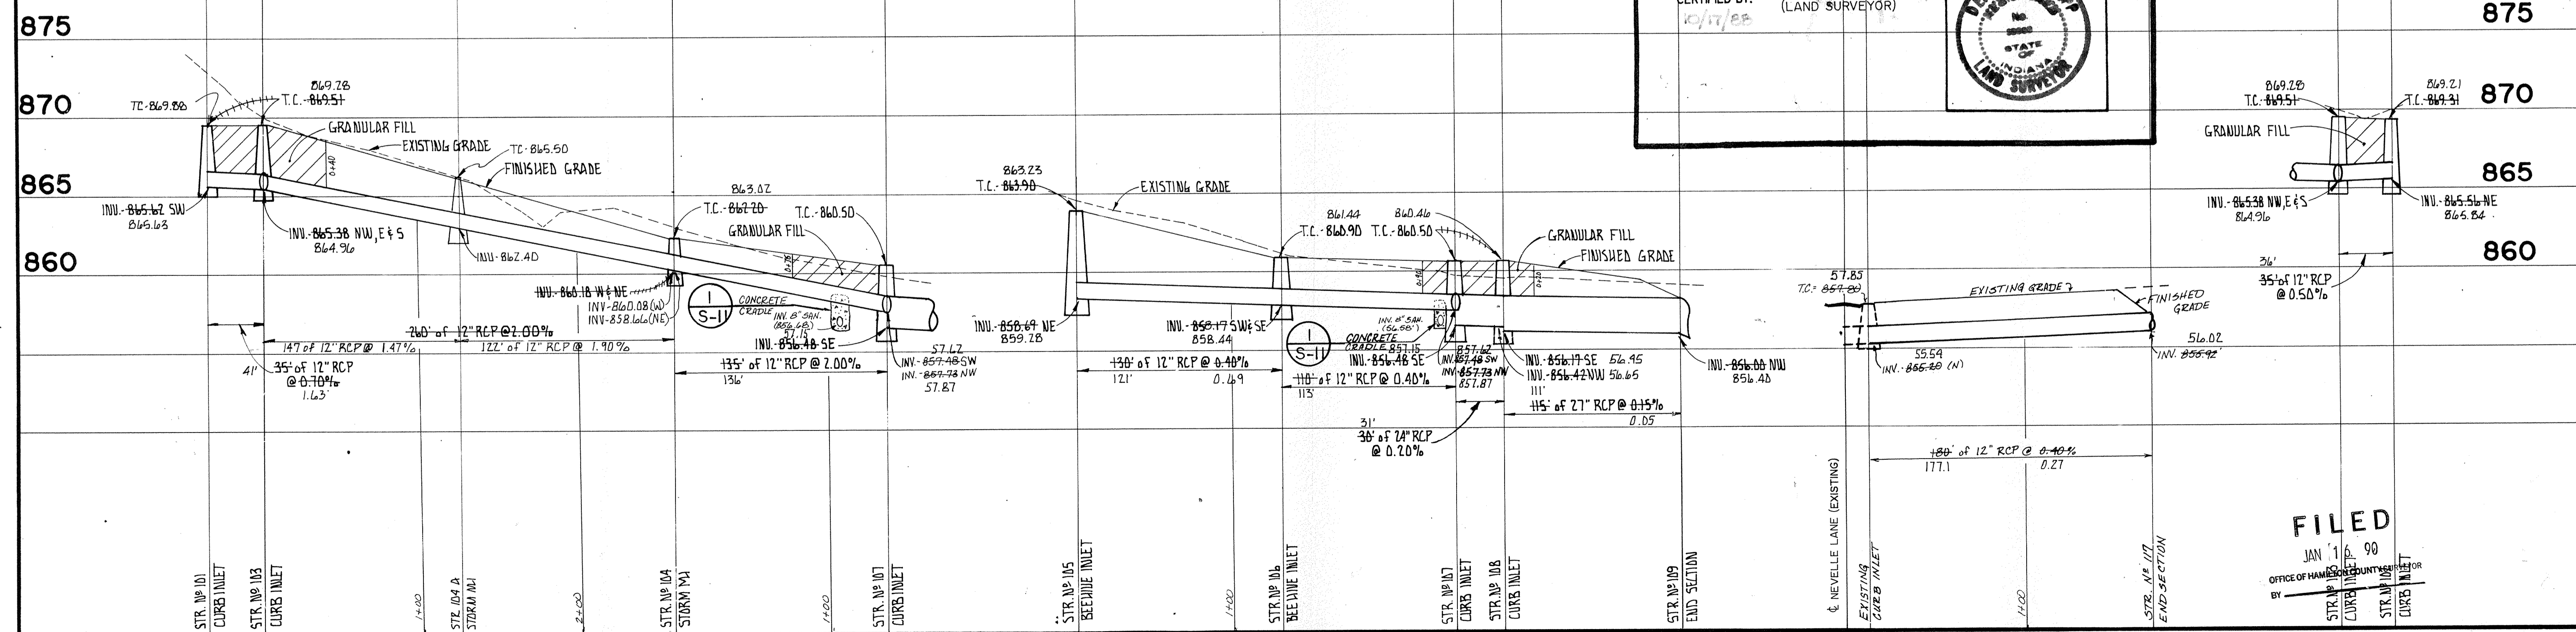 875
870
865
860
CERTIFIED BY:
10/17/88
(LAND SURVEYOR)
REGISTERED
No.
STATE
OF
INDIANA
LAND SURVEYOR
875
870
865
860
TC-869.88
869.28
T.C.-869.51
GRANULAR FILL
EXISTING GRADE
TC-865.50
FINISHED GRADE
0+40
INV.-865.62 SW
865.63
INV.-865.38 NW, E & S
864.96
INV-862.40
863.02
T.C.-862.20
T.C.-860.50
GRANULAR FILL
INV.-860.18 W & NE
INV-860.08(W)
INV-858.66(NE)
1
S-11
CONCRETE
CRADLE
INV. 8" SAN.
(856.68)
57.15
INV.-856.48 SE
57.62
INV.-857.48 SW
INV.-857.73 NW
57.87
260' of 12" RCP @ 2.00%
147 of 12" RCP @ 1.47%
122' of 12" RCP @ 1.90%
41'
35' of 12" RCP
@ 0.70%
1.63
135' of 12" RCP @ 2.00%
136'
863.23
T.C.-863.90
EXISTING GRADE
861.44
T.C.-860.90
860.46
T.C.-860.50
GRANULAR FILL
FINISHED GRADE
0+90
0+20
INV.-858.69 NE
859.28
INV.-858.17 SW & SE
858.44
1
S-11
CONCRETE
CRADLE
INV. 8" SAN.
(56.58')
857.15
INV.-856.48 SE
857.62
INV-857.48 SW
INV-857.73 NW
857.87
INV.-856.17 SE 56.95
INV.-856.42 NW 56.65
INV.-856.00 NW
856.40
130' of 12" RCP @ 0.40%
121' 0.69
110' of 12" RCP @ 0.40%
113'
111'
115' of 27" RCP @ 0.15%
0.05
31'
30' of 24" RCP
@ 0.20%
57.85
T.C.= 857.80
EXISTING GRADE
FINISHED
GRADE
55.54
INV.-855.20 (N)
56.02
INV. 855.92'
180' of 12" RCP @ 0.40%
177.1 0.27
869.28
T.C.-869.51
869.21
T.C.-869.31
GRANULAR FILL
INV.-865.38 NW, E & S
864.96
INV.-865.56 NE
865.84
36'
35' of 12" RCP
@ 0.50%
STR. Nº 101
CURB INLET
STR. Nº 103
CURB INLET
1+00
STR 104 A
STORM MH
2+00
STR. Nº 104
STORM MH
1+00
STR. Nº 107
CURB INLET
STR. Nº 105
BEEHIVE INLET
1+00
STR. Nº 106
BEEHIVE INLET
STR. Nº 107
CURB INLET
STR. Nº 108
CURB INLET
STR. Nº 109
END SECTION
℄ NEVELLE LANE (EXISTING)
EXISTING
CURB INLET
1+00
STR. Nº 117
END SECTION
FILED
JAN 16 90
OFFICE OF HAMILTON COUNTY SURVEYOR
BY
CURB INLET
CURB INLET